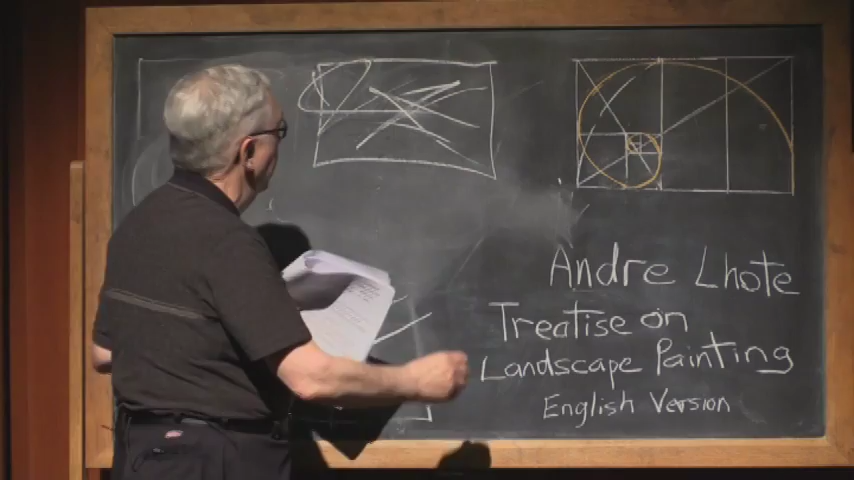 Andre Lhote
Treatise on
Landscape Painting
English Version